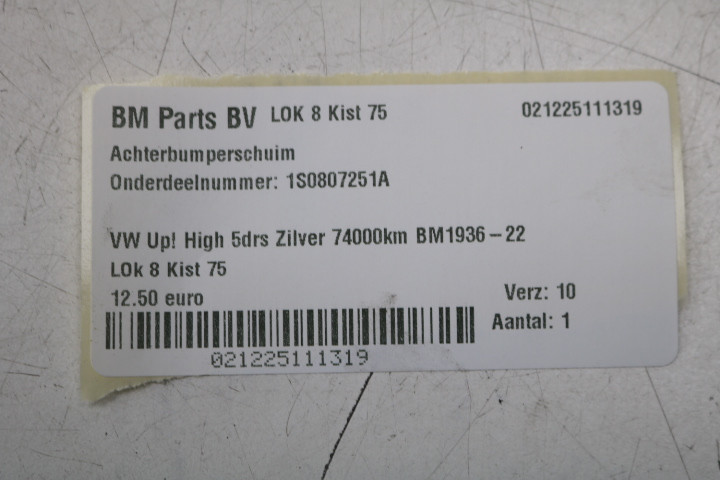 BM Parts BV LOK 8 Kist 75 021225111319
Achterbumperschuim
Onderdeelnummer: 1S0807251A
VW Up! High 5drs Zilver 74000km BM1936-22
LOk 8 Kist 75
12.50 euro Verz: 10
Aantal: 1
021225111319